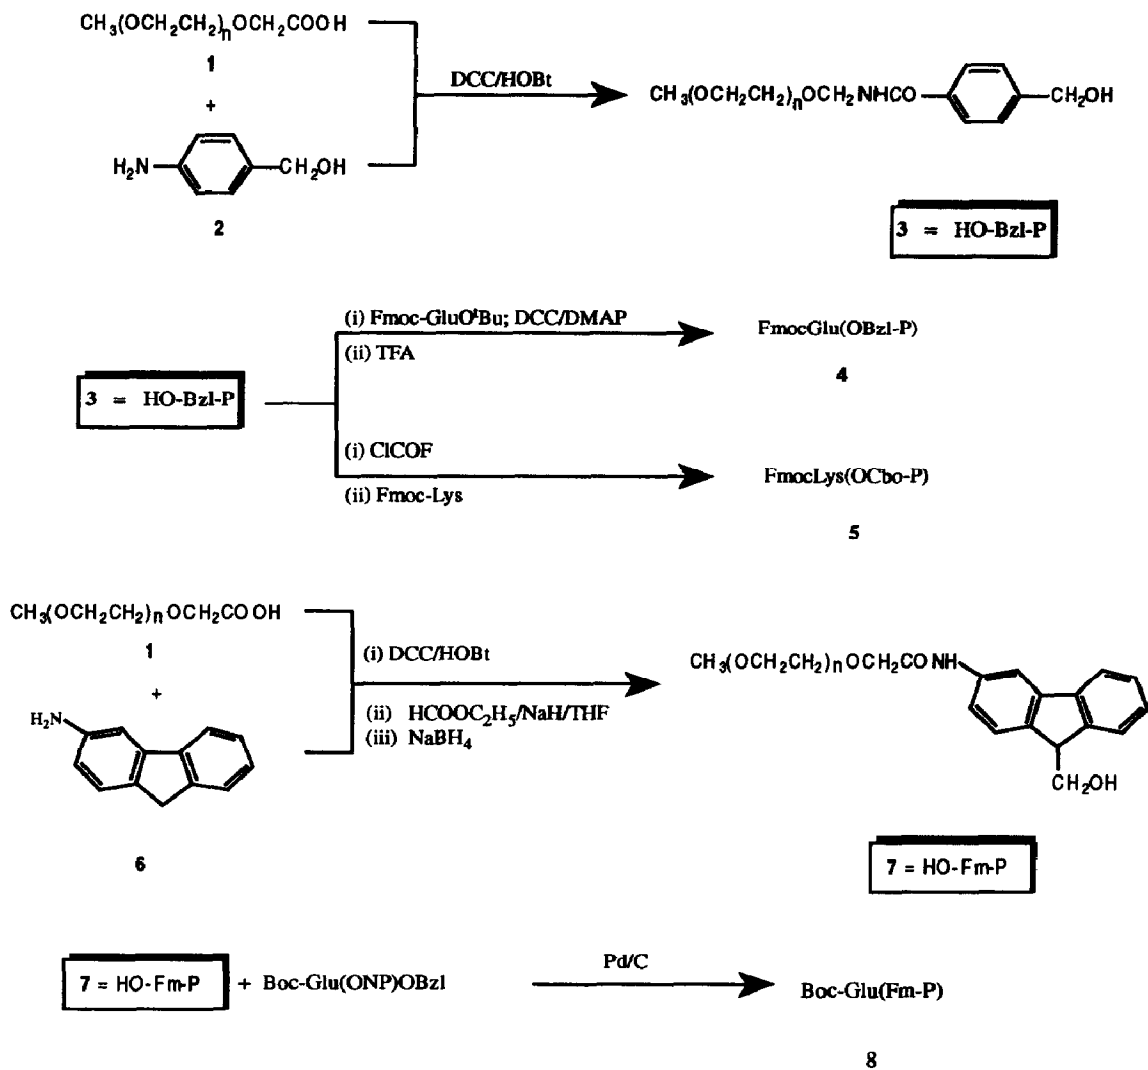 CH₃(OCH₂CH₂)ₙOCH₂COOH
1
+
H₂N CH₂OH
2
DCC/HOBt
CH₃(OCH₂CH₂)ₙOCH₂NHCO CH₂OH
3 = HO-Bzl-P
(i) Fmoc-GluOᵗBu; DCC/DMAP
(ii) TFA
FmocGlu(OBzl-P)
4
3 = HO-Bzl-P
(i) ClCOF
(ii) Fmoc-Lys
FmocLys(OCbo-P)
5
CH₃(OCH₂CH₂)ₙOCH₂COOH
1
+
H₂N
6
(i) DCC/HOBt
(ii) HCOOC₂H₅/NaH/THF
(iii) NaBH₄
CH₃(OCH₂CH₂)ₙOCH₂CONH
CH₂OH
7 = HO-Fm-P
7 = HO-Fm-P + Boc-Glu(ONP)OBzl
Pd/C
Boc-Glu(Fm-P)
8